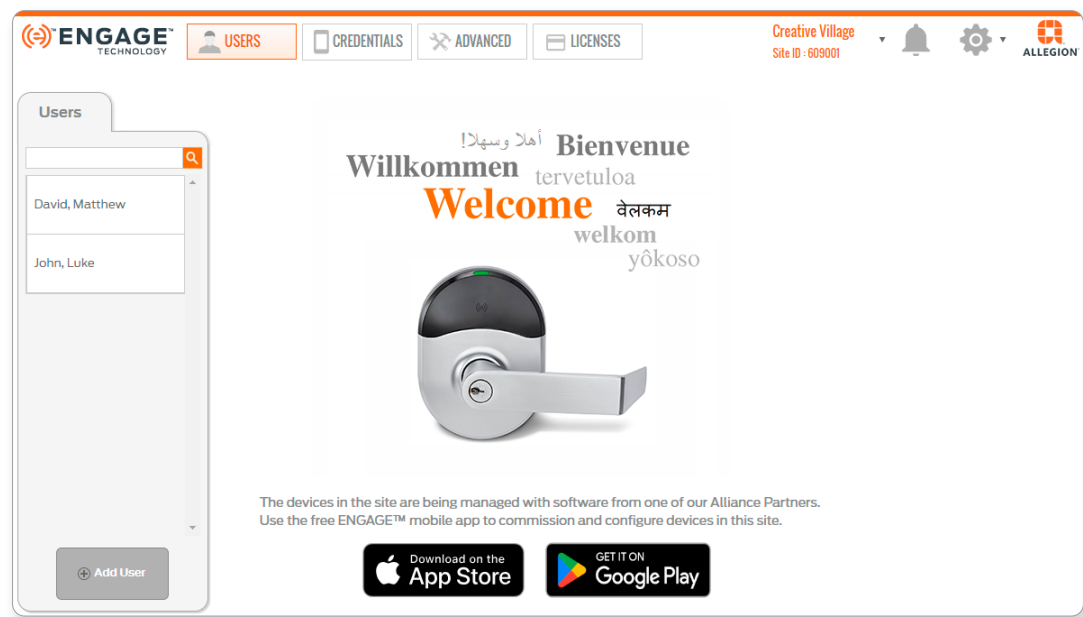 ENGAGE™
TECHNOLOGY
USERS
CREDENTIALS
ADVANCED
LICENSES
Creative Village
Site ID : 609001
ALLEGION
Users
David, Matthew
John, Luke
Add User
أهلا وسهلا!
Bienvenue
Willkommen
tervetuloa
Welcome
वेलकम
welkom
yôkoso
The devices in the site are being managed with software from one of our Alliance Partners.
Use the free ENGAGE™ mobile app to commission and configure devices in this site.
Download on the
App Store
GET IT ON
Google Play